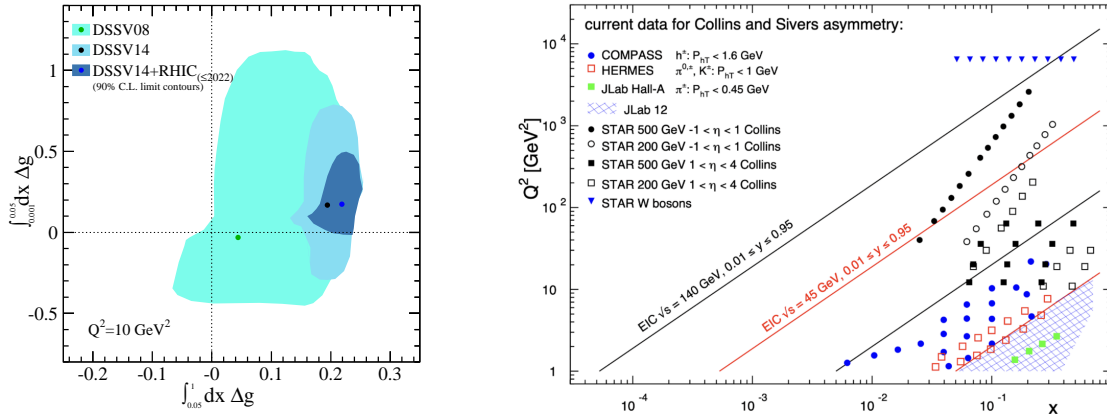 DSSV08
DSSV14
DSSV14+RHIC(≤2022)
(90% C.L. limit contours)
1
0.5
0
-0.5
∫_{0.001}^{0.05} dx Δg
Q²=10 GeV²
-0.2 -0.1 0 0.1 0.2 0.3
∫_{0.05}^{1} dx Δg
current data for Collins and Sivers asymmetry:
COMPASS h^±: P_hT < 1.6 GeV
HERMES π^{0,±}, K^±: P_hT < 1 GeV
JLab Hall-A π^±: P_hT < 0.45 GeV
JLab 12
STAR 500 GeV -1 < η < 1 Collins
STAR 200 GeV -1 < η < 1 Collins
STAR 500 GeV 1 < η < 4 Collins
STAR 200 GeV 1 < η < 4 Collins
STAR W bosons
EIC √s = 140 GeV, 0.01 ≤ y ≤ 0.95
EIC √s = 45 GeV, 0.01 ≤ y ≤ 0.95
Q² [GeV²]
10⁴
10³
10²
10
1
10⁻⁴ 10⁻³ 10⁻² 10⁻¹ x